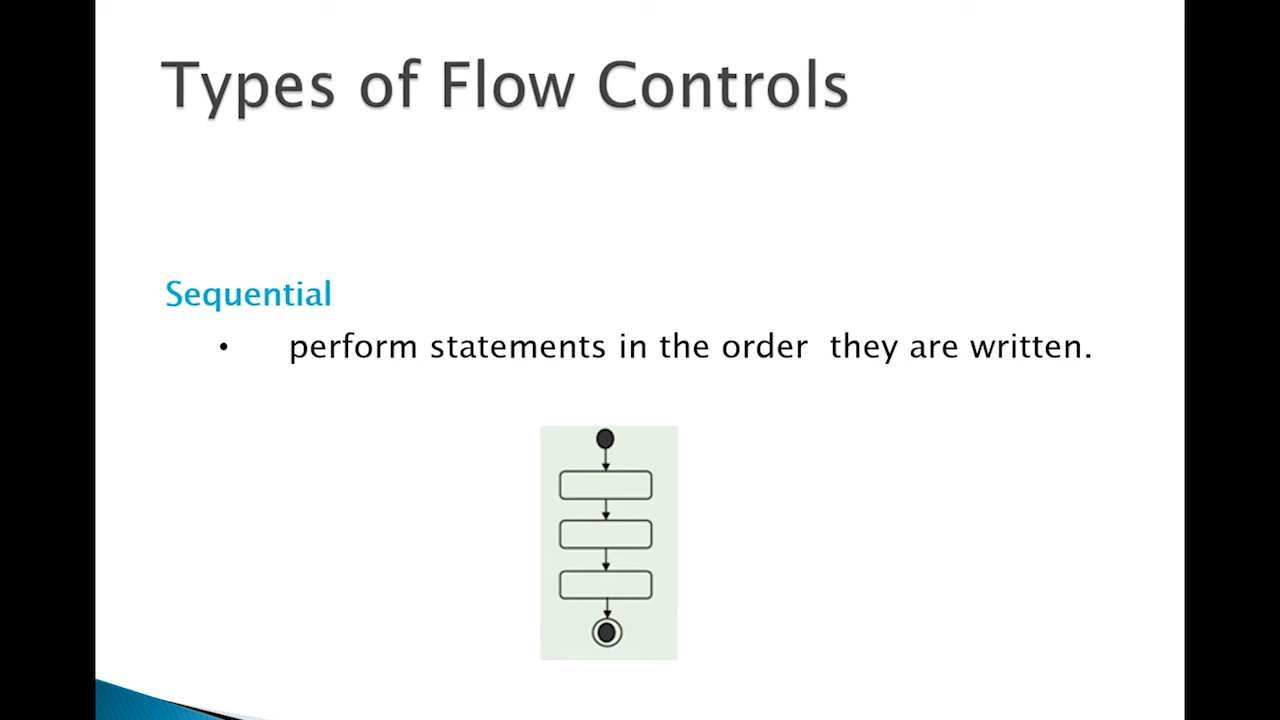 Types of Flow Controls
Sequential
• perform statements in the order they are written.